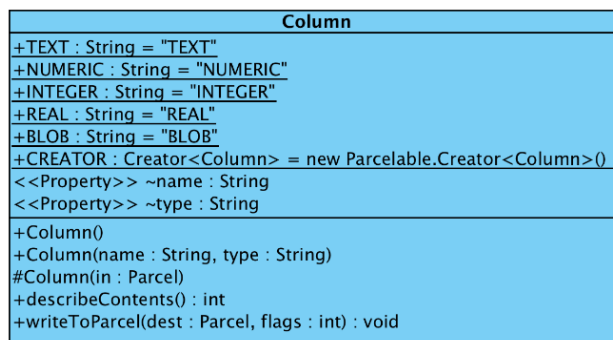 Column
+TEXT : String = "TEXT"
+NUMERIC : String = "NUMERIC"
+INTEGER : String = "INTEGER"
+REAL : String = "REAL"
+BLOB : String = "BLOB"
+CREATOR : Creator<Column> = new Parcelable.Creator<Column>()
<<Property>> ~name : String
<<Property>> ~type : String
+Column()
+Column(name : String, type : String)
#Column(in : Parcel)
+describeContents() : int
+writeToParcel(dest : Parcel, flags : int) : void